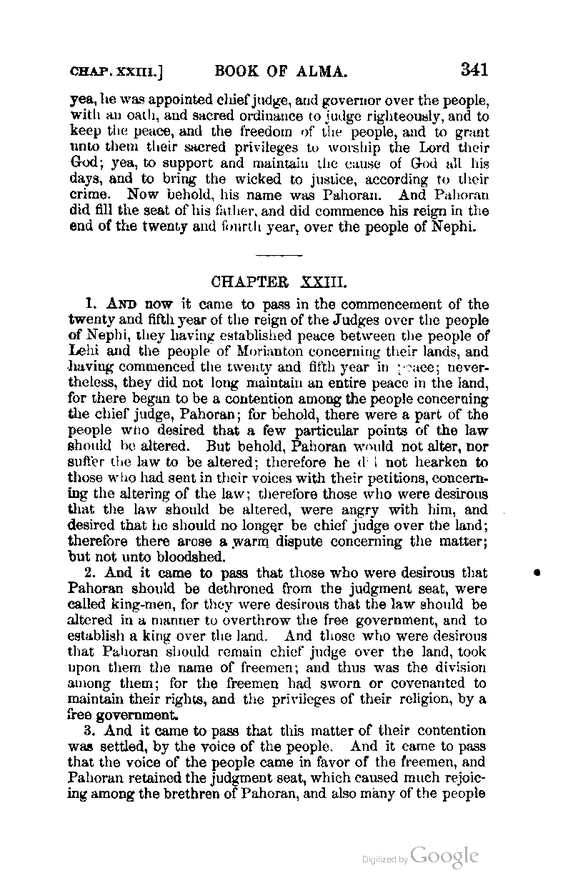 CHAP. XXIII.] BOOK OF ALMA. 341
yea, he was appointed chief judge, and governor over the people,
with an oath, and sacred ordinance to judge righteously, and to
keep the peace, and the freedom of the people, and to grant
unto them their sacred privileges to worship the Lord their
God; yea, to support and maintain the cause of God all his
days, and to bring the wicked to justice, according to their
crime. Now behold, his name was Pahoran. And Pahoran
did fill the seat of his father, and did commence his reign in the
end of the twenty and fourth year, over the people of Nephi.
CHAPTER XXIII.
1. AND now it came to pass in the commencement of the
twenty and fifth year of the reign of the Judges over the people
of Nephi, they having established peace between the people of
Lehi and the people of Morianton concerning their lands, and
having commenced the twenty and fifth year in peace; never-
theless, they did not long maintain an entire peace in the land,
for there began to be a contention among the people concerning
the chief judge, Pahoran; for behold, there were a part of the
people who desired that a few particular points of the law
should be altered. But behold, Pahoran would not alter, nor
suffer the law to be altered; therefore he did not hearken to
those who had sent in their voices with their petitions, concern-
ing the altering of the law; therefore those who were desirous
that the law should be altered, were angry with him, and
desired that he should no longer be chief judge over the land;
therefore there arose a warm dispute concerning the matter;
but not unto bloodshed.
2. And it came to pass that those who were desirous that
Pahoran should be dethroned from the judgment seat, were
called king-men, for they were desirous that the law should be
altered in a manner to overthrow the free government, and to
establish a king over the land. And those who were desirous
that Pahoran should remain chief judge over the land, took
upon them the name of freemen; and thus was the division
among them; for the freemen had sworn or covenanted to
maintain their rights, and the privileges of their religion, by a
free government.
3. And it came to pass that this matter of their contention
was settled, by the voice of the people. And it came to pass
that the voice of the people came in favor of the freemen, and
Pahoran retained the judgment seat, which caused much rejoic-
ing among the brethren of Pahoran, and also many of the people
Digitized by Google